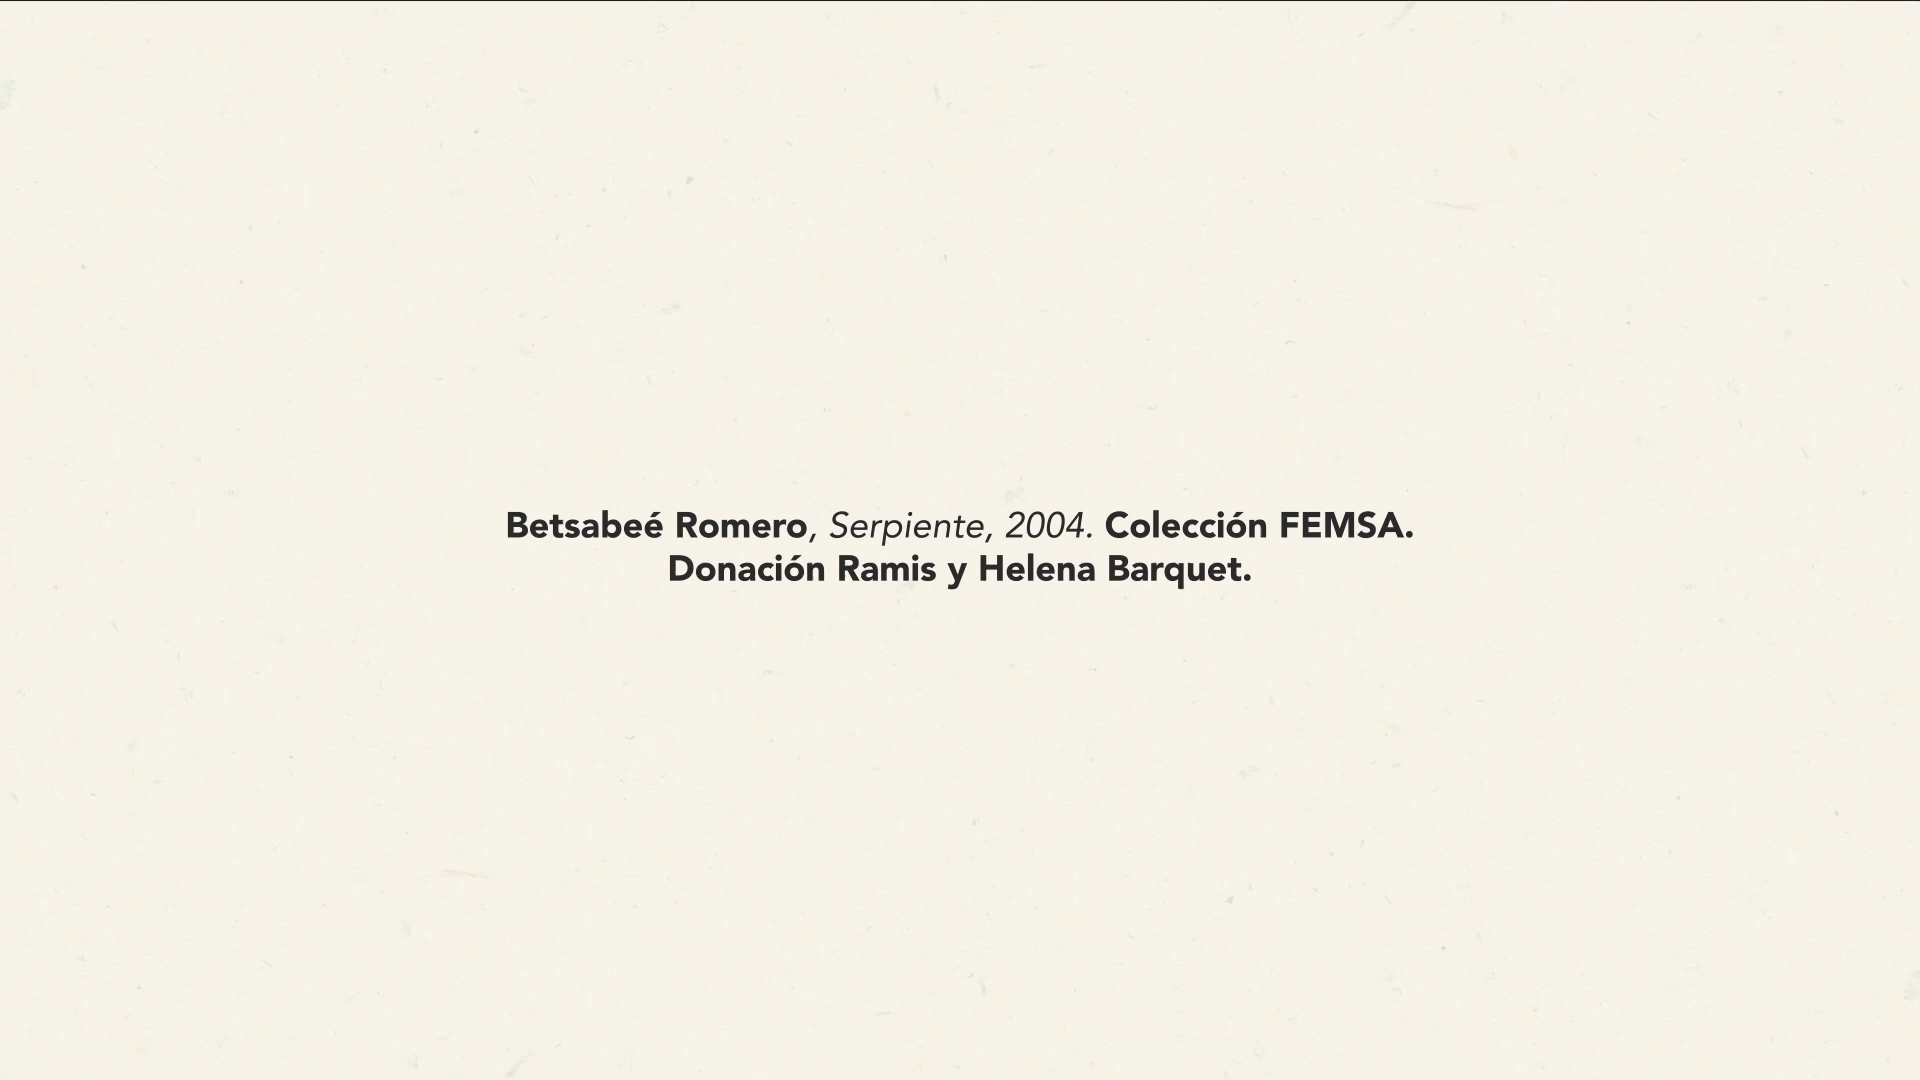 Betsabeé Romero, Serpiente, 2004. Colección FEMSA.
Donación Ramis y Helena Barquet.